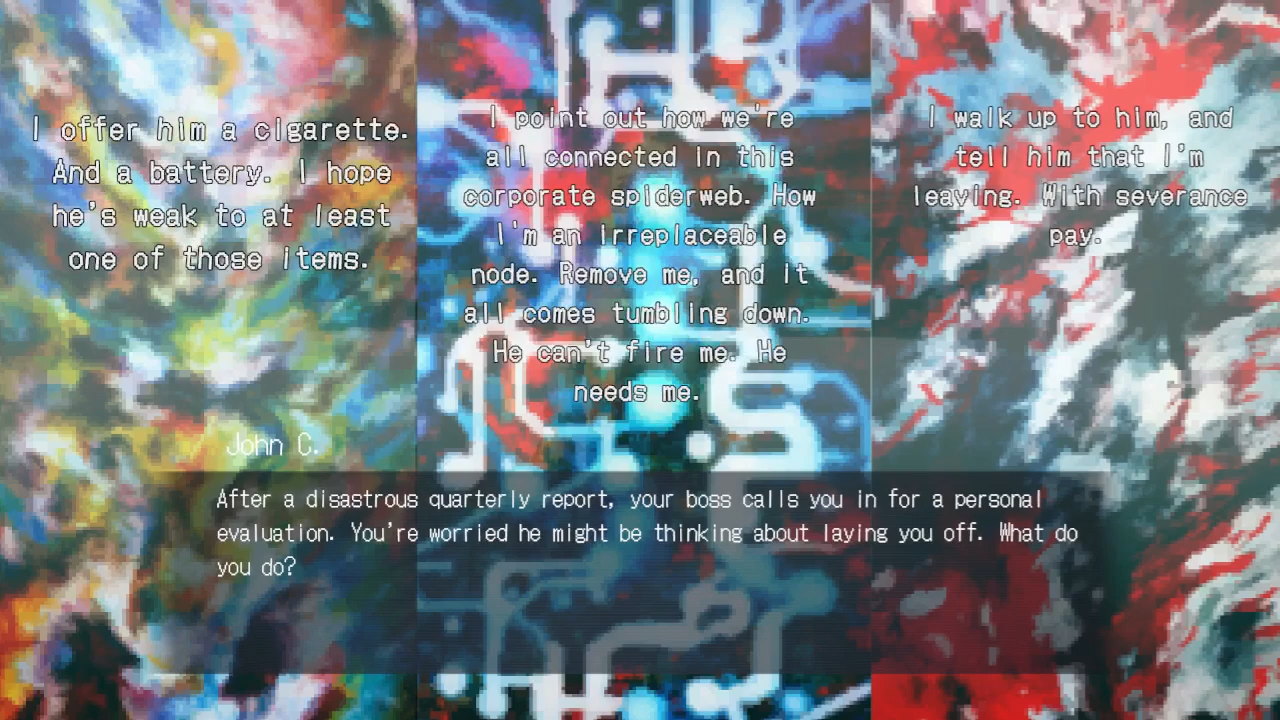 I offer him a cigarette.
And a battery. I hope
he's weak to at least
one of those items.
I point out how we're
all connected in this
corporate spiderweb. How
I'm an irreplaceable
node. Remove me, and it
all comes tumbling down.
He can't fire me. He
needs me.
I walk up to him, and
tell him that I'm
leaving. With severance
pay.
John C.
After a disastrous quarterly report, your boss calls you in for a personal
evaluation. You're worried he might be thinking about laying you off. What do
you do?